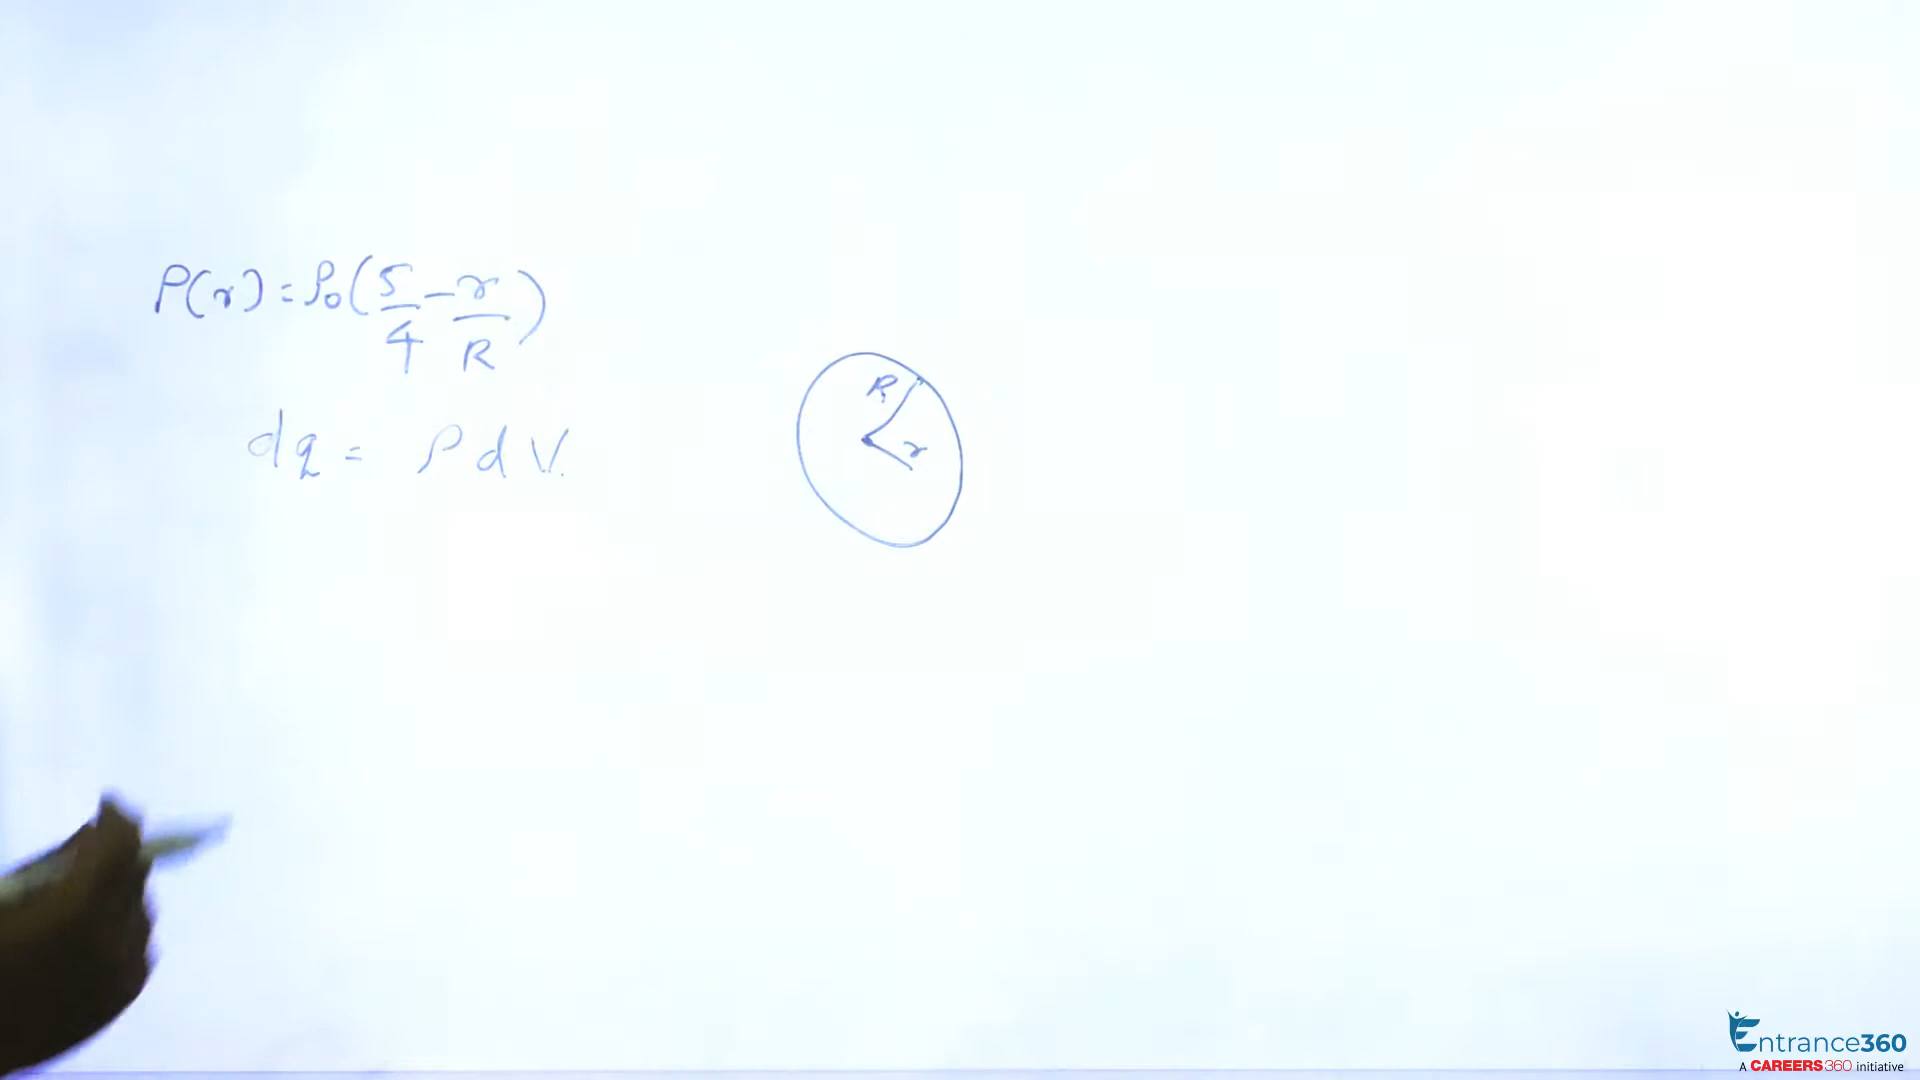 ρ(r) = ρ₀(5/4 - r/R)
dq = ρ dV.
R
r
Entrance360
A CAREERS360 initiative